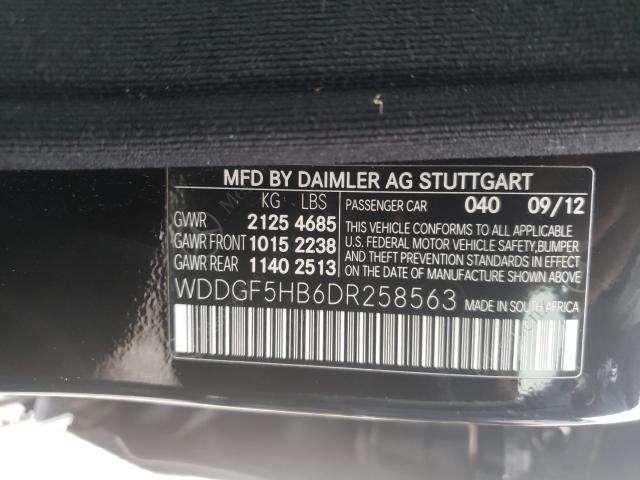 MFD BY DAIMLER AG STUTTGART
KG LBS PASSENGER CAR 040 09/12
GVWR 2125 4685
GAWR FRONT 1015 2238
GAWR REAR 1140 2513
THIS VEHICLE CONFORMS TO ALL APPLICABLE
U.S. FEDERAL MOTOR VEHICLE SAFETY, BUMPER
AND THEFT PREVENTION STANDARDS IN EFFECT
ON THE DATE OF MANUFACTURE SHOWN ABOVE.
WDDGF5HB6DR258563 MADE IN SOUTH AFRICA